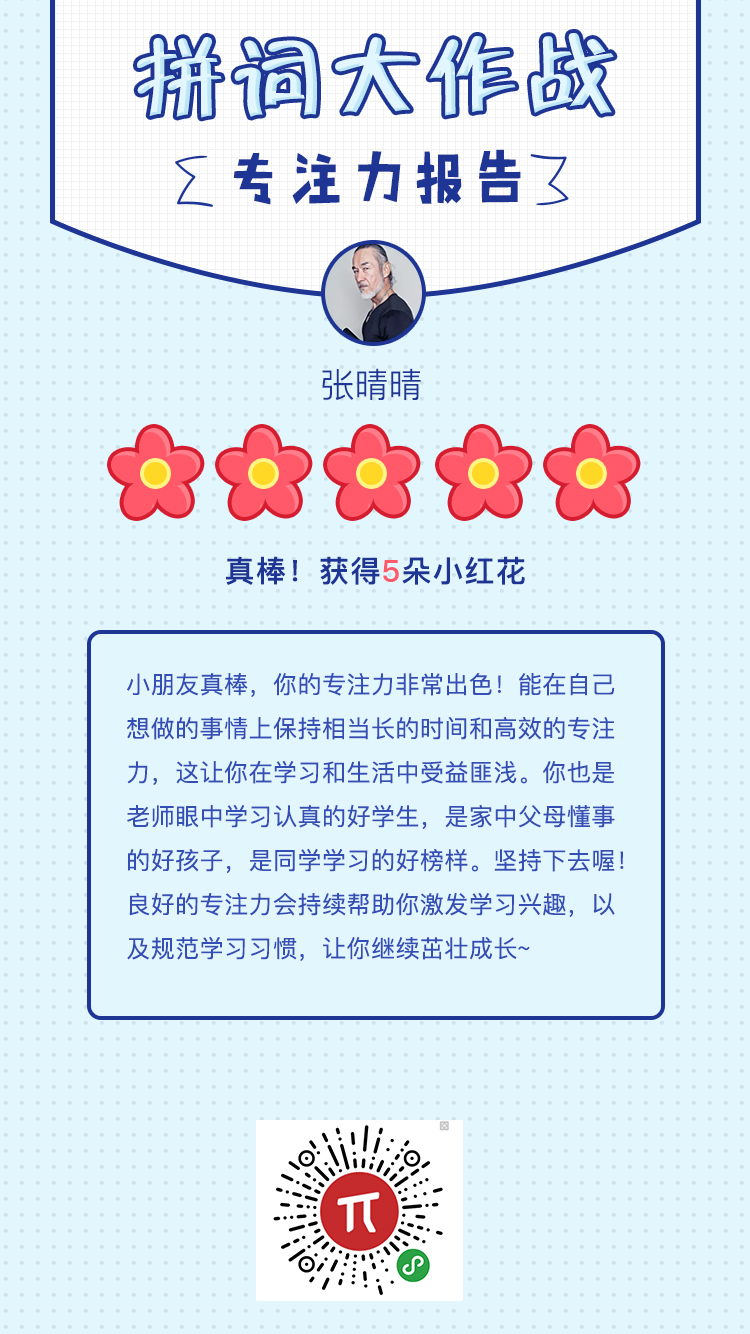 拼词大作战
专注力报告
张晴晴
真棒！获得5朵小红花
小朋友真棒，你的专注力非常出色！能在自己
想做的事情上保持相当长的时间和高效的专注
力，这让你在学习和生活中受益匪浅。你也是
老师眼中学习认真的好学生，是家中父母懂事
的好孩子，是同学学习的好榜样。坚持下去喔！
良好的专注力会持续帮助你激发学习兴趣，以
及规范学习习惯，让你继续茁壮成长~